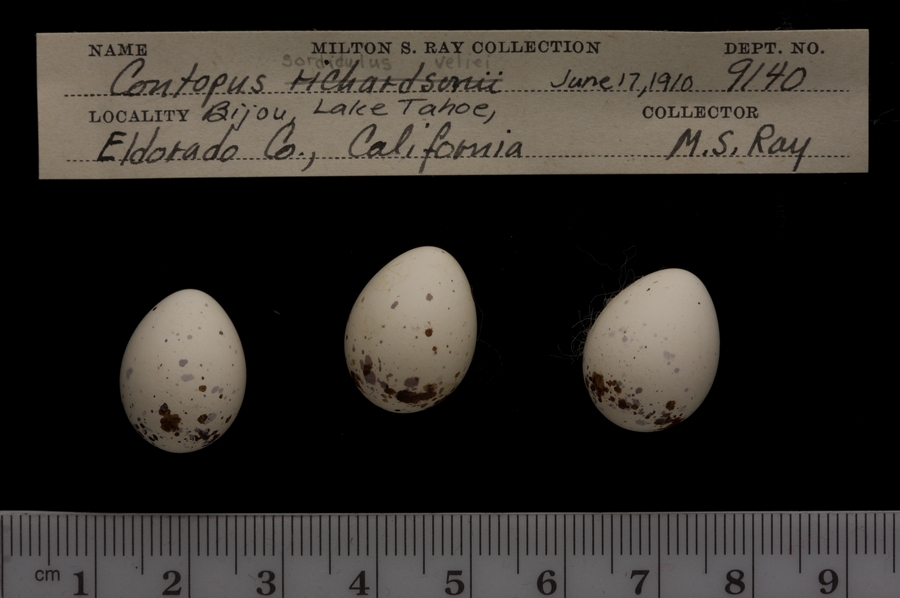 NAME MILTON S. RAY COLLECTION DEPT. NO.
sordidulus veliei
Contopus richardsonii June 17, 1910 9140
LOCALITY Bijou, Lake Tahoe, COLLECTOR
Eldorado Co., California M.S. Ray
cm 1 2 3 4 5 6 7 8 9